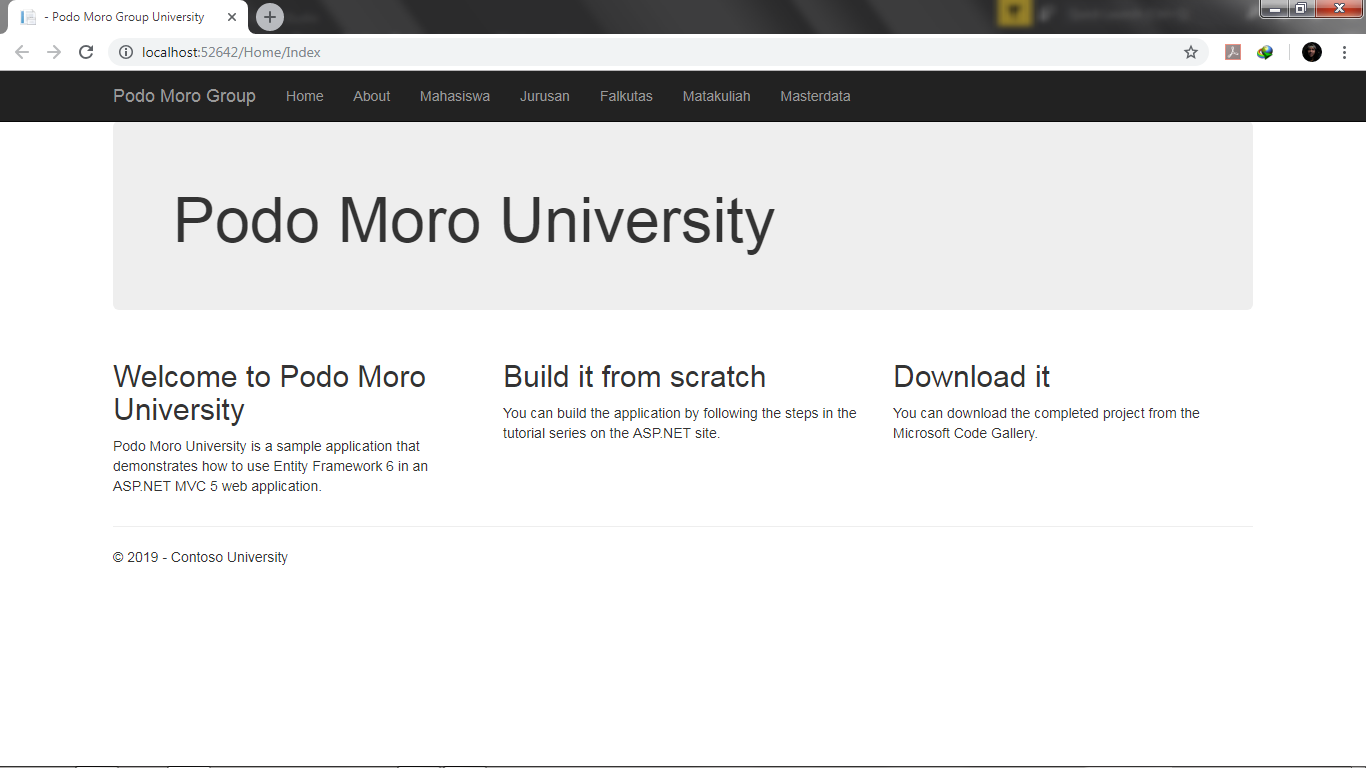 - Podo Moro Group University
localhost:52642/Home/Index
Podo Moro Group Home About Mahasiswa Jurusan Falkutas Matakuliah Masterdata
Podo Moro University
Welcome to Podo Moro
University
Podo Moro University is a sample application that
demonstrates how to use Entity Framework 6 in an
ASP.NET MVC 5 web application.
Build it from scratch
You can build the application by following the steps in the
tutorial series on the ASP.NET site.
Download it
You can download the completed project from the
Microsoft Code Gallery.
© 2019 - Contoso University